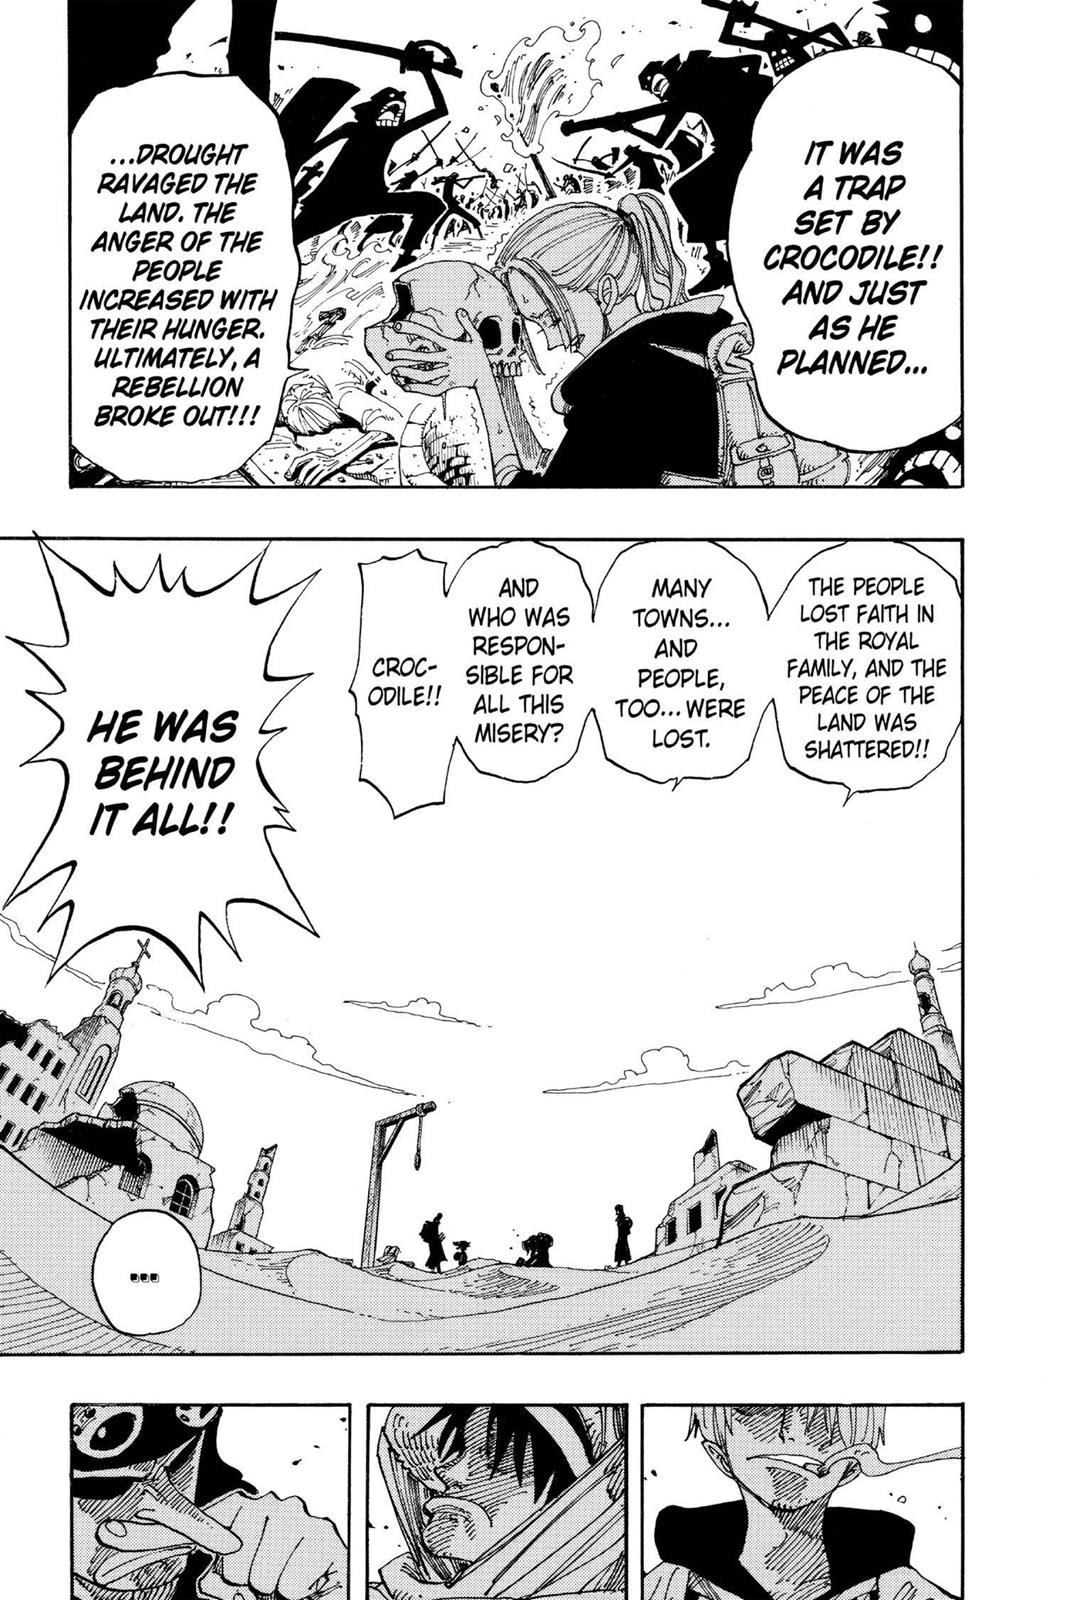 IT WAS
A TRAP
SET BY
CROCODILE!!
AND JUST
AS HE
PLANNED...
...DROUGHT
RAVAGED THE
LAND. THE
ANGER OF THE
PEOPLE
INCREASED WITH
THEIR HUNGER.
ULTIMATELY, A
REBELLION
BROKE OUT!!!
THE PEOPLE
LOST FAITH IN
THE ROYAL
FAMILY, AND THE
PEACE OF THE
LAND WAS
SHATTERED!!
MANY
TOWNS...
AND
PEOPLE,
TOO...WERE
LOST.
AND
WHO WAS
RESPON-
SIBLE FOR
ALL THIS
MISERY?
CROC-
ODILE!!
HE WAS
BEHIND
IT ALL!!
...